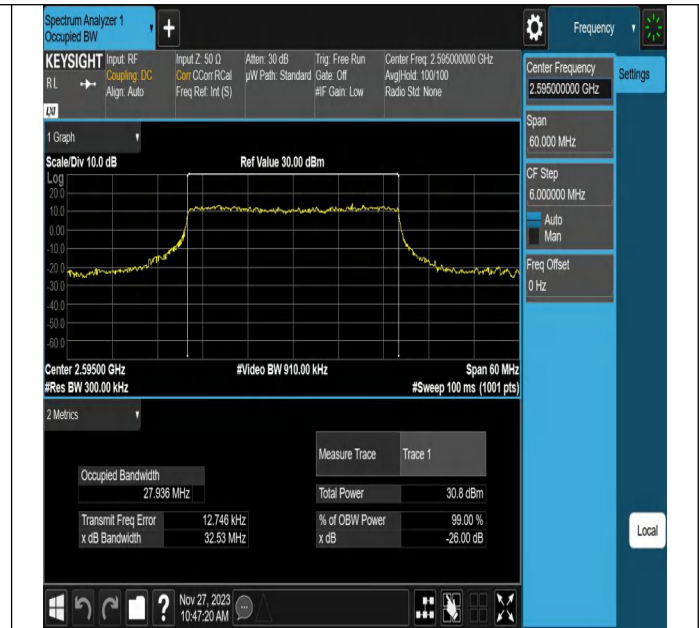 Spectrum Analyzer 1
Occupied BW
Frequency
KEYSIGHT
RL
LXI
Input: RF
Coupling: DC
Align: Auto
Input Z: 50 Ω
Corr CCorr RCal
Freq Ref: Int (S)
Atten: 30 dB
µW Path: Standard
Trig: Free Run
Gate: Off
#IF Gain: Low
Center Freq: 2.595000000 GHz
Avg|Hold: 100/100
Radio Std: None
Center Frequency
2.595000000 GHz
Settings
Span
60.000 MHz
CF Step
6.000000 MHz
Auto
Man
Freq Offset
0 Hz
1 Graph
Scale/Div 10.0 dB
Ref Value 30.00 dBm
Log
20.0
10.0
0.00
-10.0
-20.0
-30.0
-40.0
-50.0
-60.0
Center 2.59500 GHz
#Video BW 910.00 kHz
Span 60 MHz
#Res BW 300.00 kHz
#Sweep 100 ms (1001 pts)
2 Metrics
Measure Trace
Trace 1
Occupied Bandwidth
27.936 MHz
Total Power
30.8 dBm
Transmit Freq Error
12.746 kHz
% of OBW Power
99.00 %
x dB Bandwidth
32.53 MHz
x dB
-26.00 dB
Local
?
Nov 27, 2023
10:47:20 AM